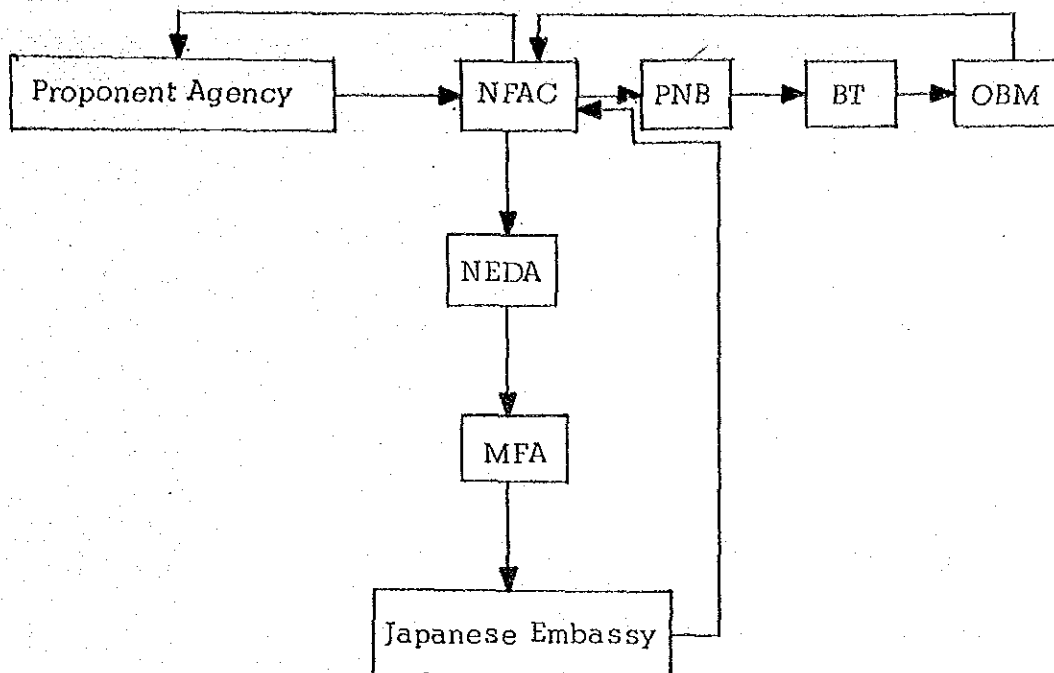 Proponent Agency
NFAC
PNB
BT
OBM
NEDA
MFA
Japanese Embassy